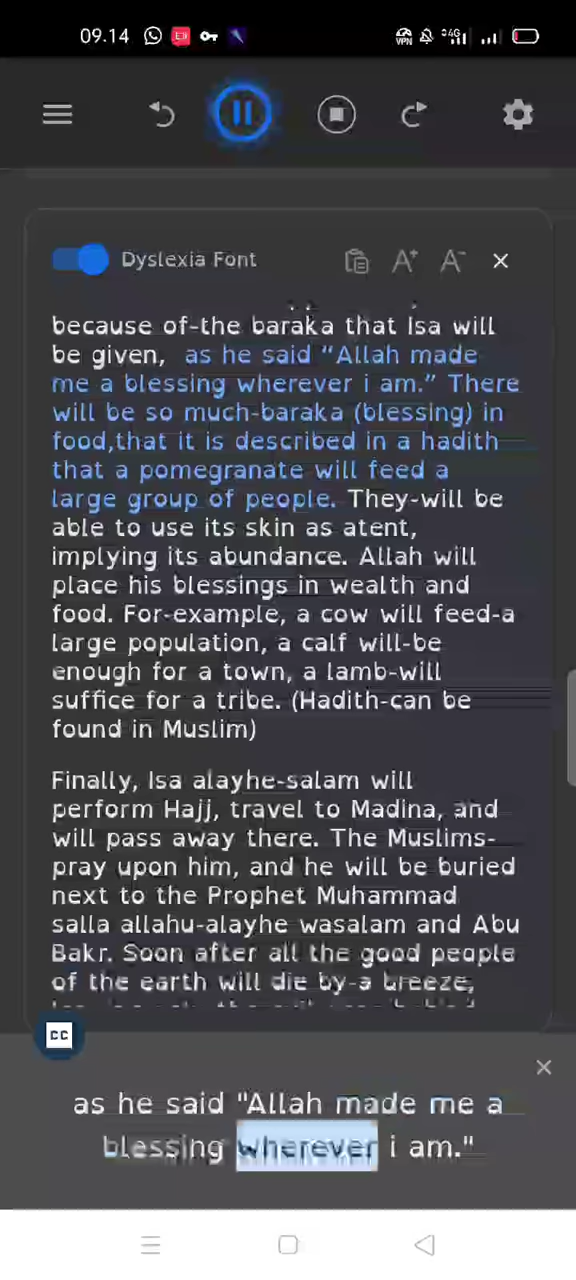 09.14
VPN
4G
Dyslexia Font
A+
A-
because of-the baraka that Isa will
be given, as he said “Allah made
me a blessing wherever i am.” There
will be so much-baraka (blessing) in
food,that it is described in a hadith
that a pomegranate will feed a
large group of people. They-will be
able to use its skin as atent,
implying its abundance. Allah will
place his blessings in wealth and
food. For-example, a cow will feed-a
large population, a calf will-be
enough for a town, a lamb-will
suffice for a tribe. (Hadith-can be
found in Muslim)
Finally, Isa alayhe-salam will
perform Hajj, travel to Madina, and
will pass away there. The Muslims-
pray upon him, and he will be buried
next to the Prophet Muhammad
salla allahu-alayhe wasalam and Abu
Bakr. Soon after all the good people
of the earth will die by-a breeze,
CC
as he said "Allah made me a
blessing wherever i am."